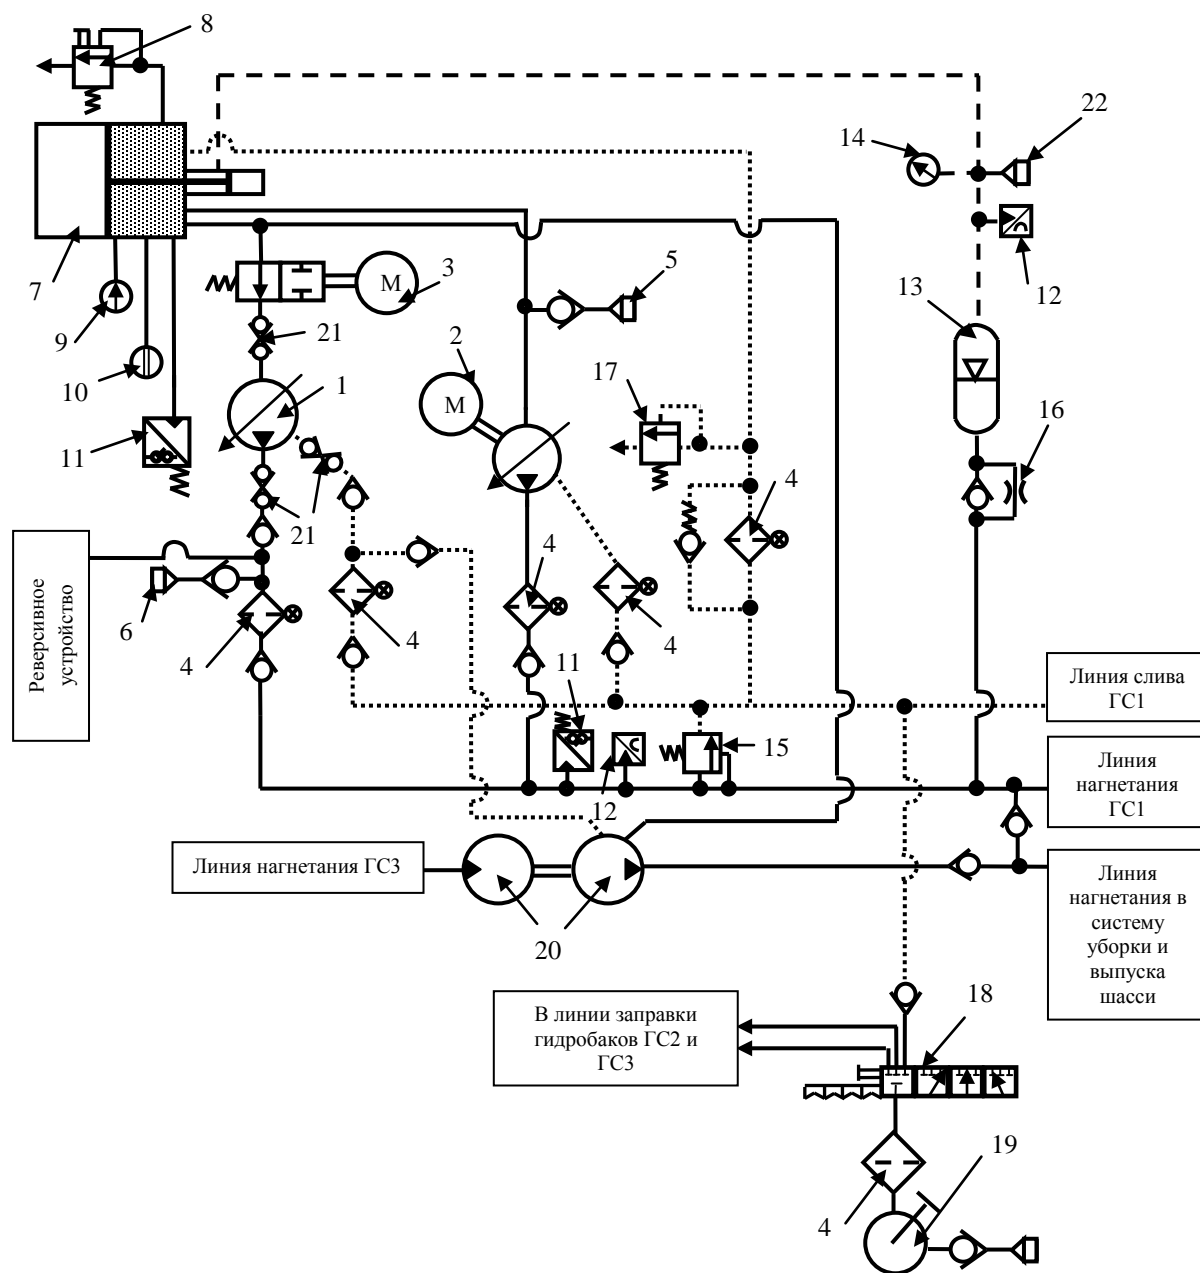 8
22
14
12
7
3
5
13
9
21
2
10
1
17
16
11
4
21
4
Реверсивное
устройство
6
4
4
4
4
11
Линия слива
ГС1
15
12
Линия
нагнетания
ГС1
Линия нагнетания ГС3
20
Линия
нагнетания в
систему
уборки и
выпуска
шасси
В линии заправки
гидробаков ГС2 и
ГС3
18
19
4
M
M